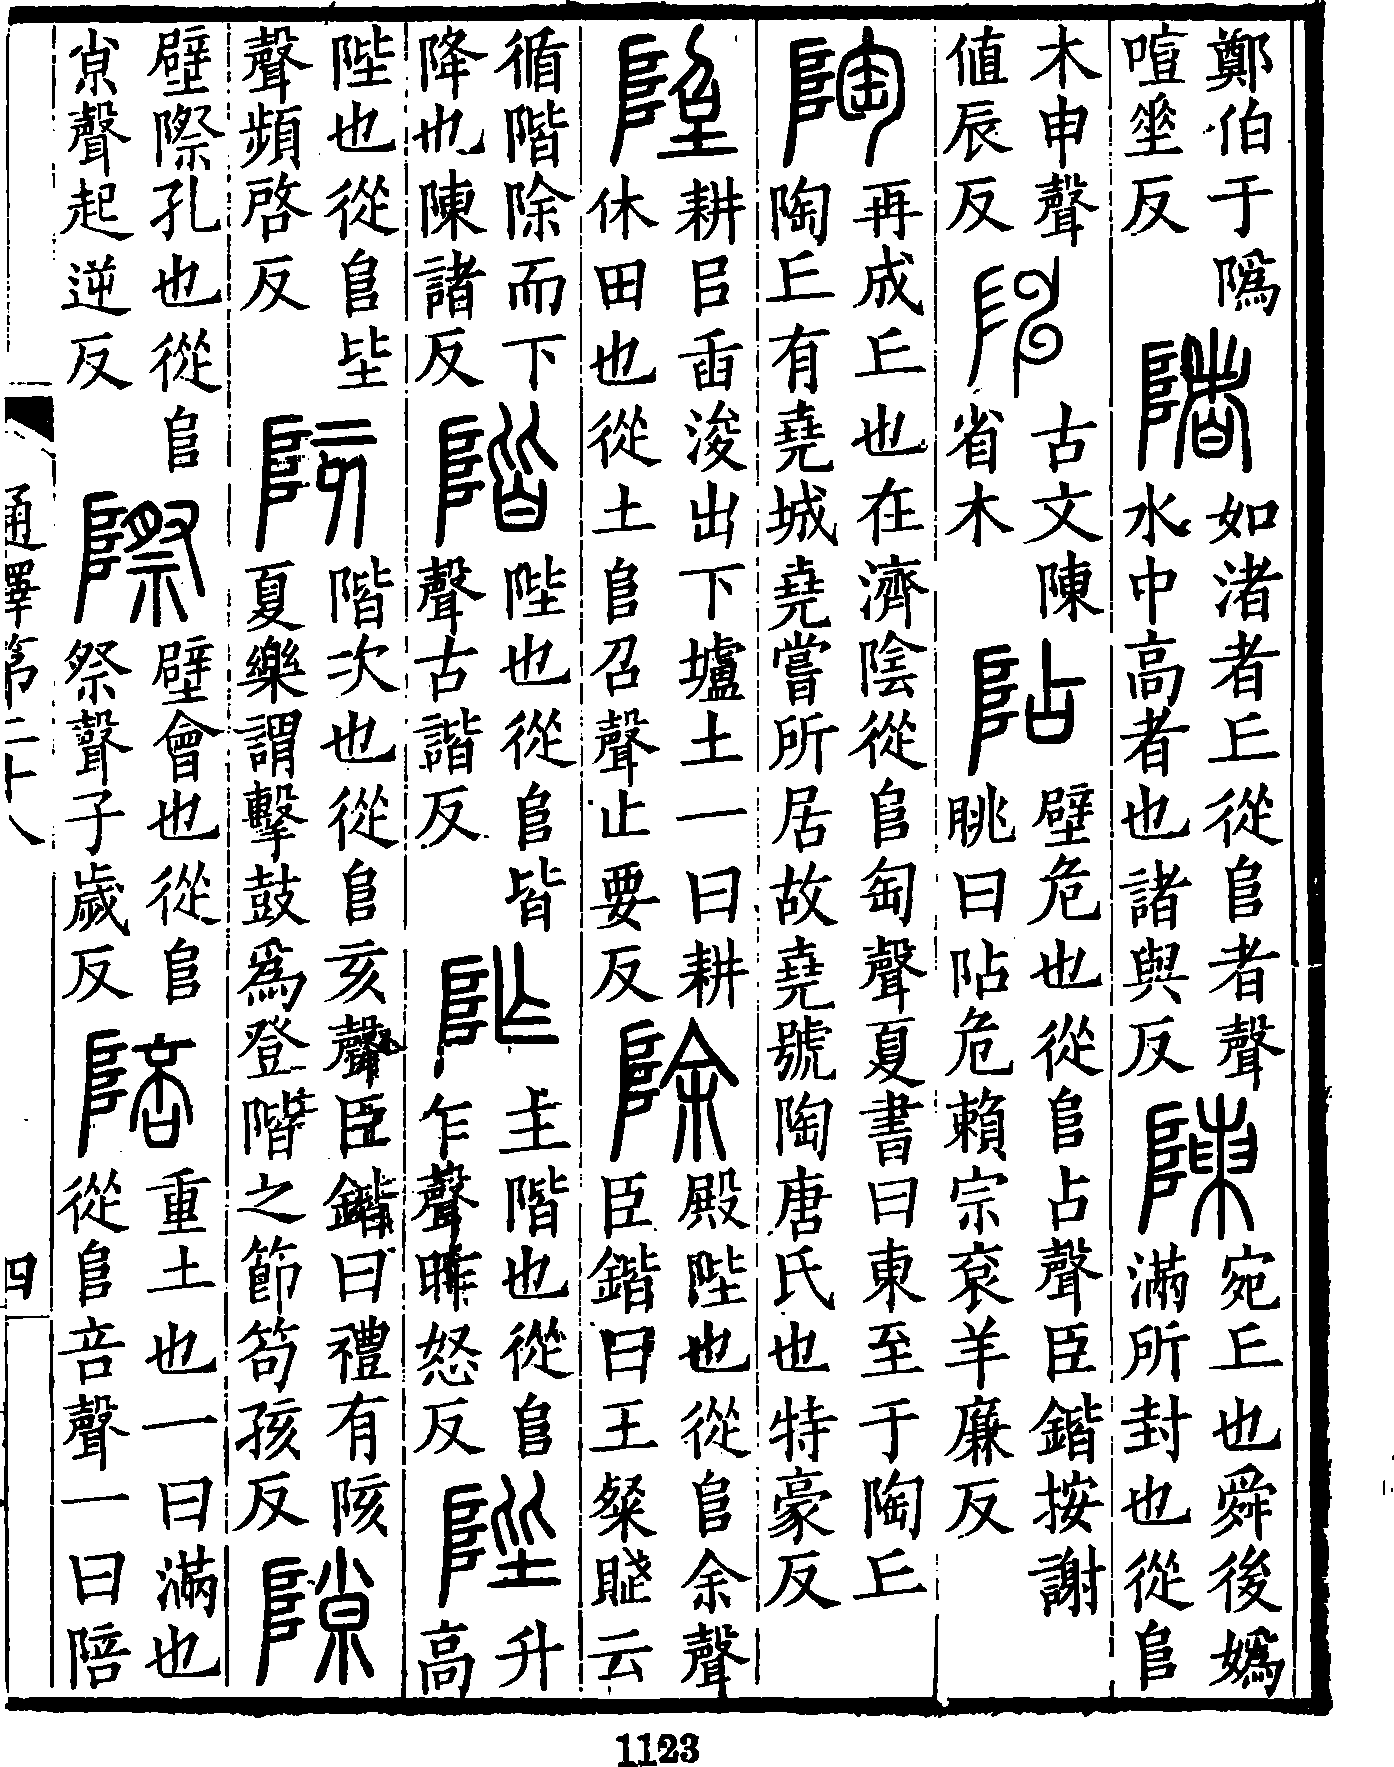 鄭伯于隖喧坐反陼如渚者丘從𨸏者聲水中高者也諸與反陳宛丘也舜後嬀滿所封也從𨸏
木申聲值辰反𨸬古文陳省木阽壁危也從𨸏占聲臣鍇按謝朓曰阽危賴宗衮羊廉反
陶再成丘也在濟陰從𨸏匋聲夏書曰東至于陶丘陶丘有堯城堯嘗所居故堯號陶唐氏也特豪反
𨻳耕㠯臿浚出下壚土一曰耕休田也從土𨸏召聲止要反除殿陛也從𨸏余聲臣鍇曰王粲賦云
循階除而下降也陳諸反階陛也從𨸏皆聲古諧反阼主階也從𨸏乍聲昨怒反陛升高
陛也從𨸏坒聲頻啓反陔階次也從𨸏亥聲臣鍇曰禮有陔夏樂謂擊鼓爲登階之節笱孩反隙
壁際孔也從𨸏𡭴聲起逆反際壁會也從𨸏祭聲子歲反陪重土也一曰滿也從𨸏咅聲一曰陪
通釋第二十八
四
1123